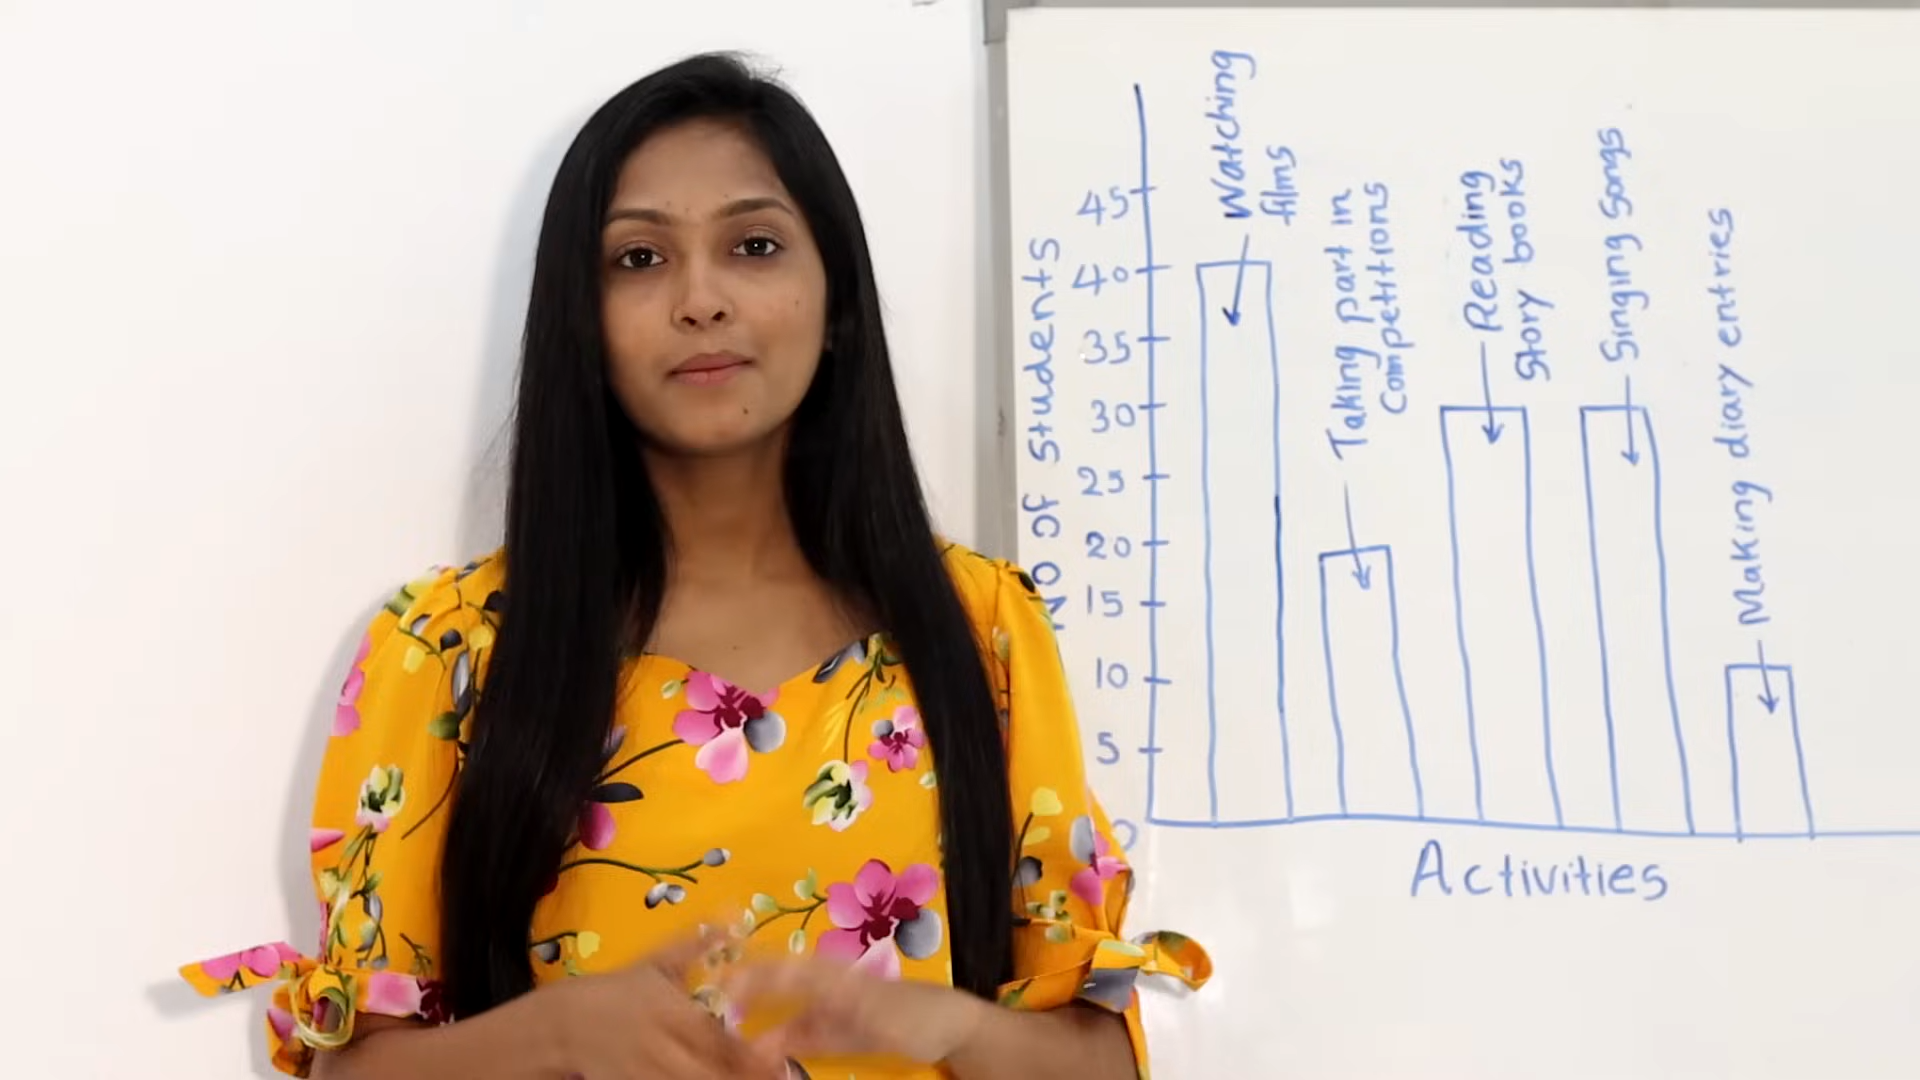 No of students
45
40
35
30
25
20
15
10
5
0
Watching
films
Taking part in
Competitions
Reading
Story books
Singing Songs
Making diary entries
Activities